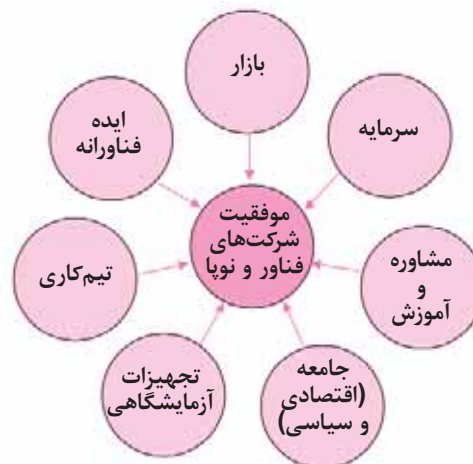 بازار
سرمایه
ایده
فناورانه
موفقیت
شرکت‌های
فناور و نوپا
مشاوره
و
آموزش
تیم‌کاری
جامعه
(اقتصادی
و سیاسی)
تجهیزات
آزمایشگاهی